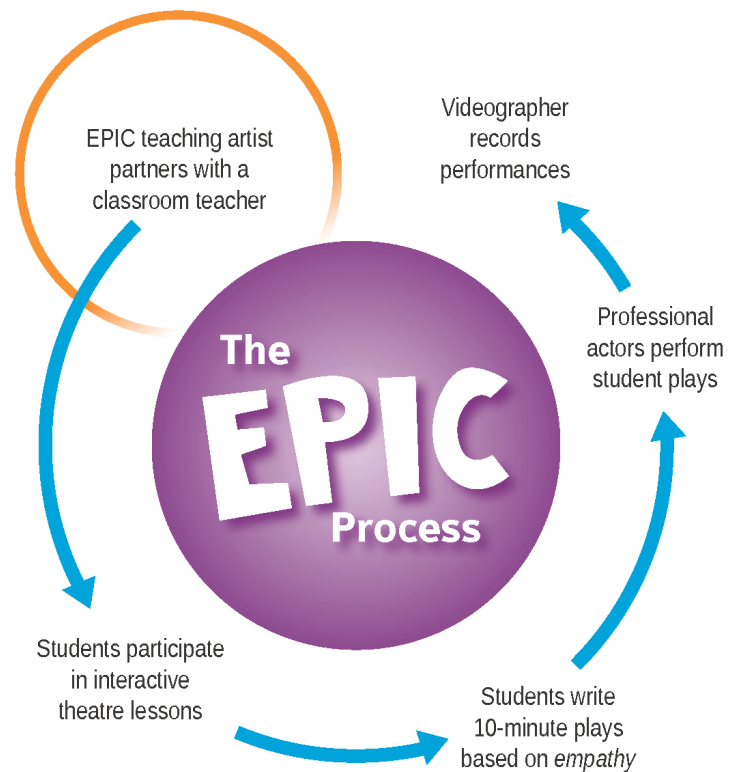 EPIC teaching artist
partners with a
classroom teacher
Students participate
in interactive
theatre lessons
Students write
10-minute plays
based on empathy
Professional
actors perform
student plays
Videographer
records
performances
The
EPIC
Process